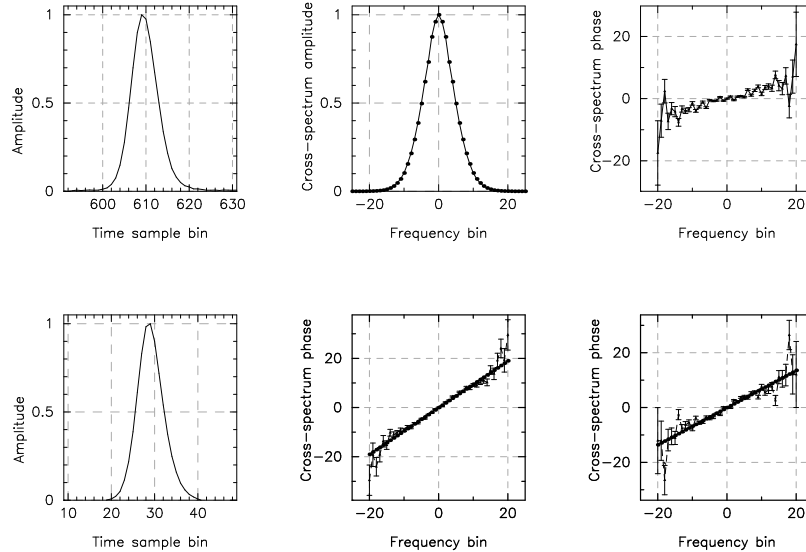 Amplitude
1
0.5
0
600 610 620 630
Time sample bin
Cross−spectrum amplitude
1
0.5
0
−20 0 20
Frequency bin
Cross−spectrum phase
20
0
−20
−20 0 20
Frequency bin
Amplitude
1
0.5
0
10 20 30 40
Time sample bin
Cross−spectrum phase
20
0
−20
−20 0 20
Frequency bin
Cross−spectrum phase
20
0
−20
−20 0 20
Frequency bin